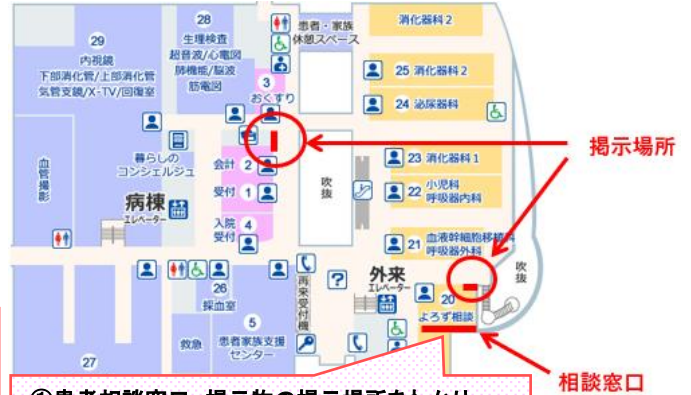 28
生理検査
超音波/心電図
肺機能/脳波
筋電図
29
内視鏡
下部消化管/上部消化管
気管支鏡/X-TV/回復室
患者・家族
休憩スペース
消化器科2
25 消化器科2
24 泌尿器科
3
おくすり
掲示場所
血管撮影
暮らしの
コンシェルジュ
会計 2
受付 1
入院 4
受付
吹抜
23 消化器科1
22 小児科
呼吸器内科
21 血液幹細胞移植科
呼吸器外科
病棟
エレベーター
吹抜
26
採血室
?
再来受付機
外来
エレベーター
20
よろず相談
5
患者家族支援
センター
救急
27
相談窓口